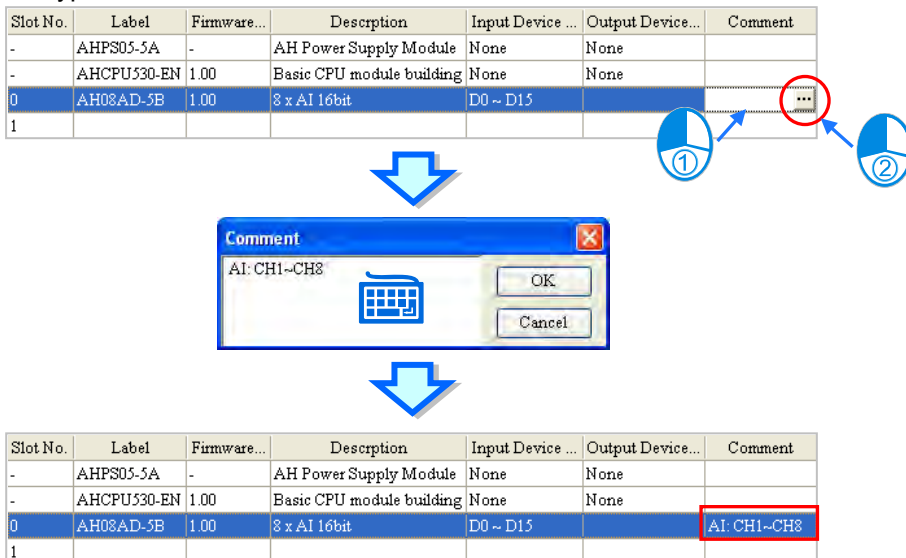 Slot No. Label Firmware... Descrption Input Device ... Output Device... Comment
- AHPS05-5A - AH Power Supply Module None None
- AHCPU530-EN 1.00 Basic CPU module building None None
0 AH08AD-5B 1.00 8 x AI 16bit D0 ~ D15 ...
1
① ②
Comment
AI: CH1~CH8
OK
Cancel
Slot No. Label Firmware... Descrption Input Device ... Output Device... Comment
- AHPS05-5A - AH Power Supply Module None None
- AHCPU530-EN 1.00 Basic CPU module building None None
0 AH08AD-5B 1.00 8 x AI 16bit D0 ~ D15 AI: CH1~CH8
1